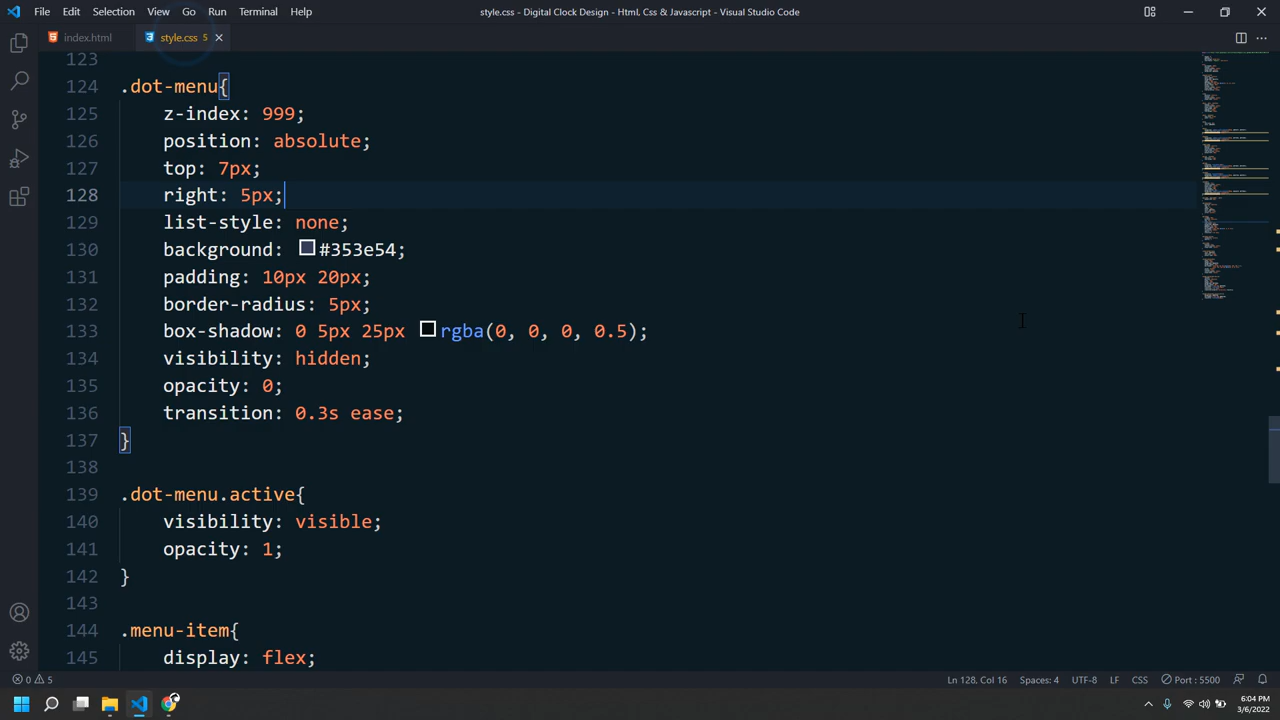 File Edit View Go Run Terminal Help
style.css - Digital Clock Design - Html, Css & Javascript - Visual Studio Code
index.html
style.css 5
123
124 .dot-menu{
125 z-index: 999;
126 position: absolute;
127 top: 7px;
128 right: 5px;
129 list-style: none;
130 background: #353e54;
131 padding: 10px 20px;
132 border-radius: 5px;
133 box-shadow: 0 5px 25px rgba(0, 0, 0, 0.5);
134 visibility: hidden;
135 opacity: 0;
136 transition: 0.3s ease;
137 }
138
139 .dot-menu.active{
140 visibility: visible;
141 opacity: 1;
142 }
143
144 .menu-item{
145 display: flex;
0 5 Ln 128, Col 16 Spaces: 4 UTF-8 LF CSS Port : 5500
6:04 PM
3/6/2022